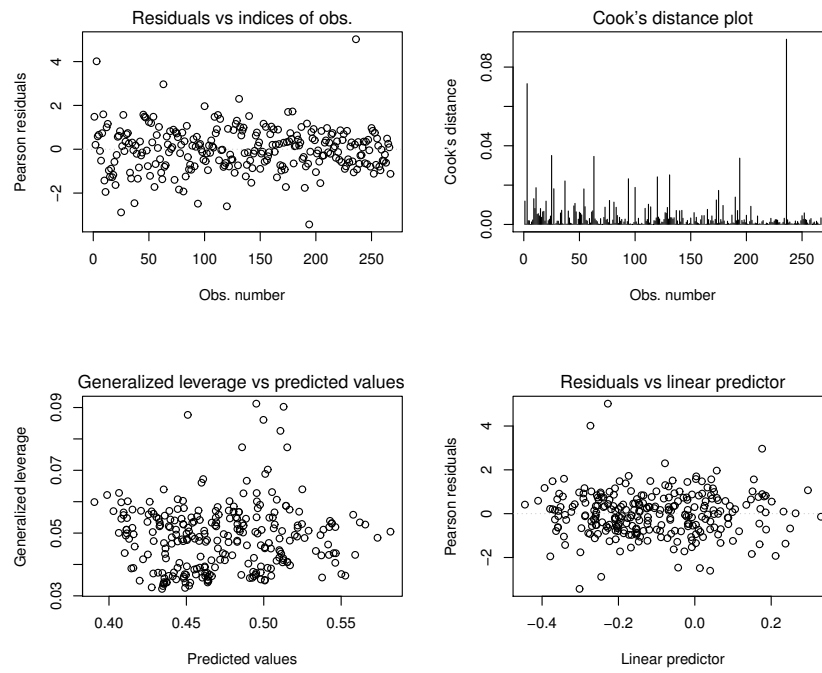 Residuals vs indices of obs.
Pearson residuals
4
2
0
−2
0 50 100 150 200 250
Obs. number
Cook's distance plot
Cook's distance
0.08
0.04
0.00
0 50 100 150 200 250
Obs. number
Generalized leverage vs predicted values
Generalized leverage
0.09
0.07
0.05
0.03
0.40 0.45 0.50 0.55
Predicted values
Residuals vs linear predictor
Pearson residuals
4
2
0
−2
−0.4 −0.2 0.0 0.2
Linear predictor